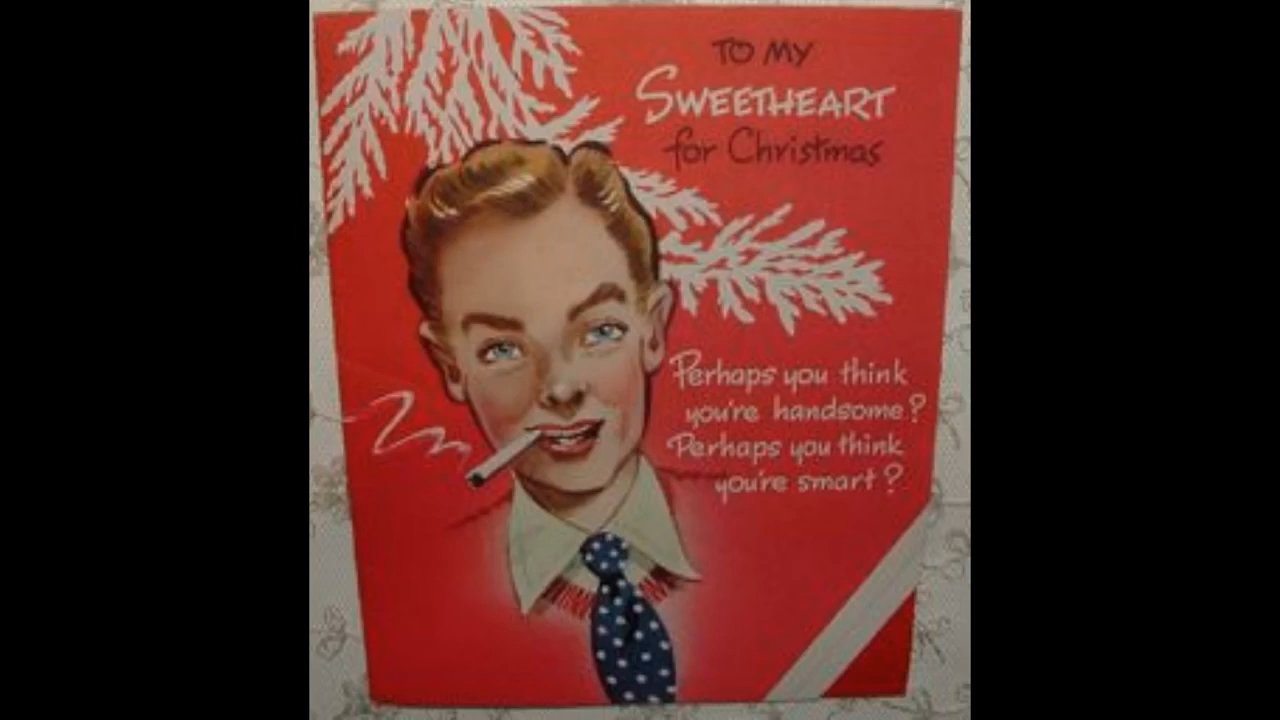 TO MY
SWEETHEART
for Christmas
Perhaps you think
you're handsome?
Perhaps you think
you're smart?